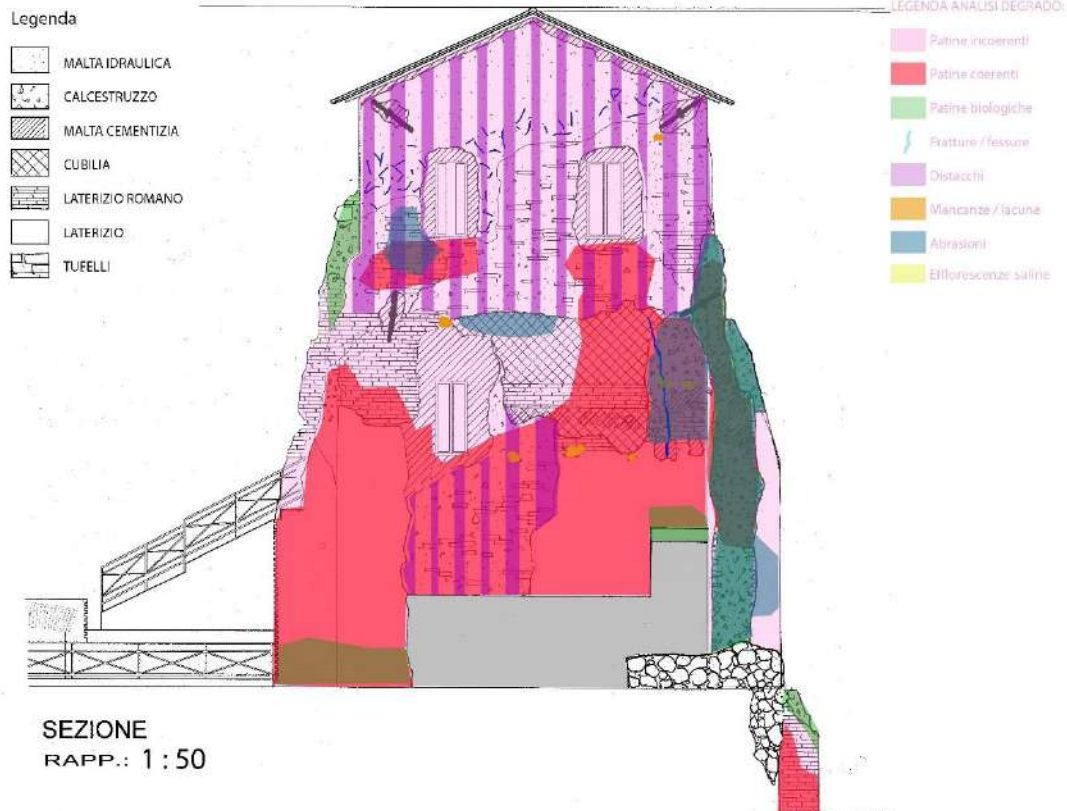 Legenda
MALTA IDRAULICA
CALCESTRUZZO
MALTA CEMENTIZIA
CUBILIA
LATERIZIO ROMANO
LATERIZIO
TUFELLI
LEGENDA ANALISI DEGRADO:
Patine incoerenti
Patine coerenti
Patine biologiche
Fratture / fessure
Distacchi
Mancanze / lacune
Abrasioni
Efflorescenze saline
SEZIONE
RAPP.: 1 : 50